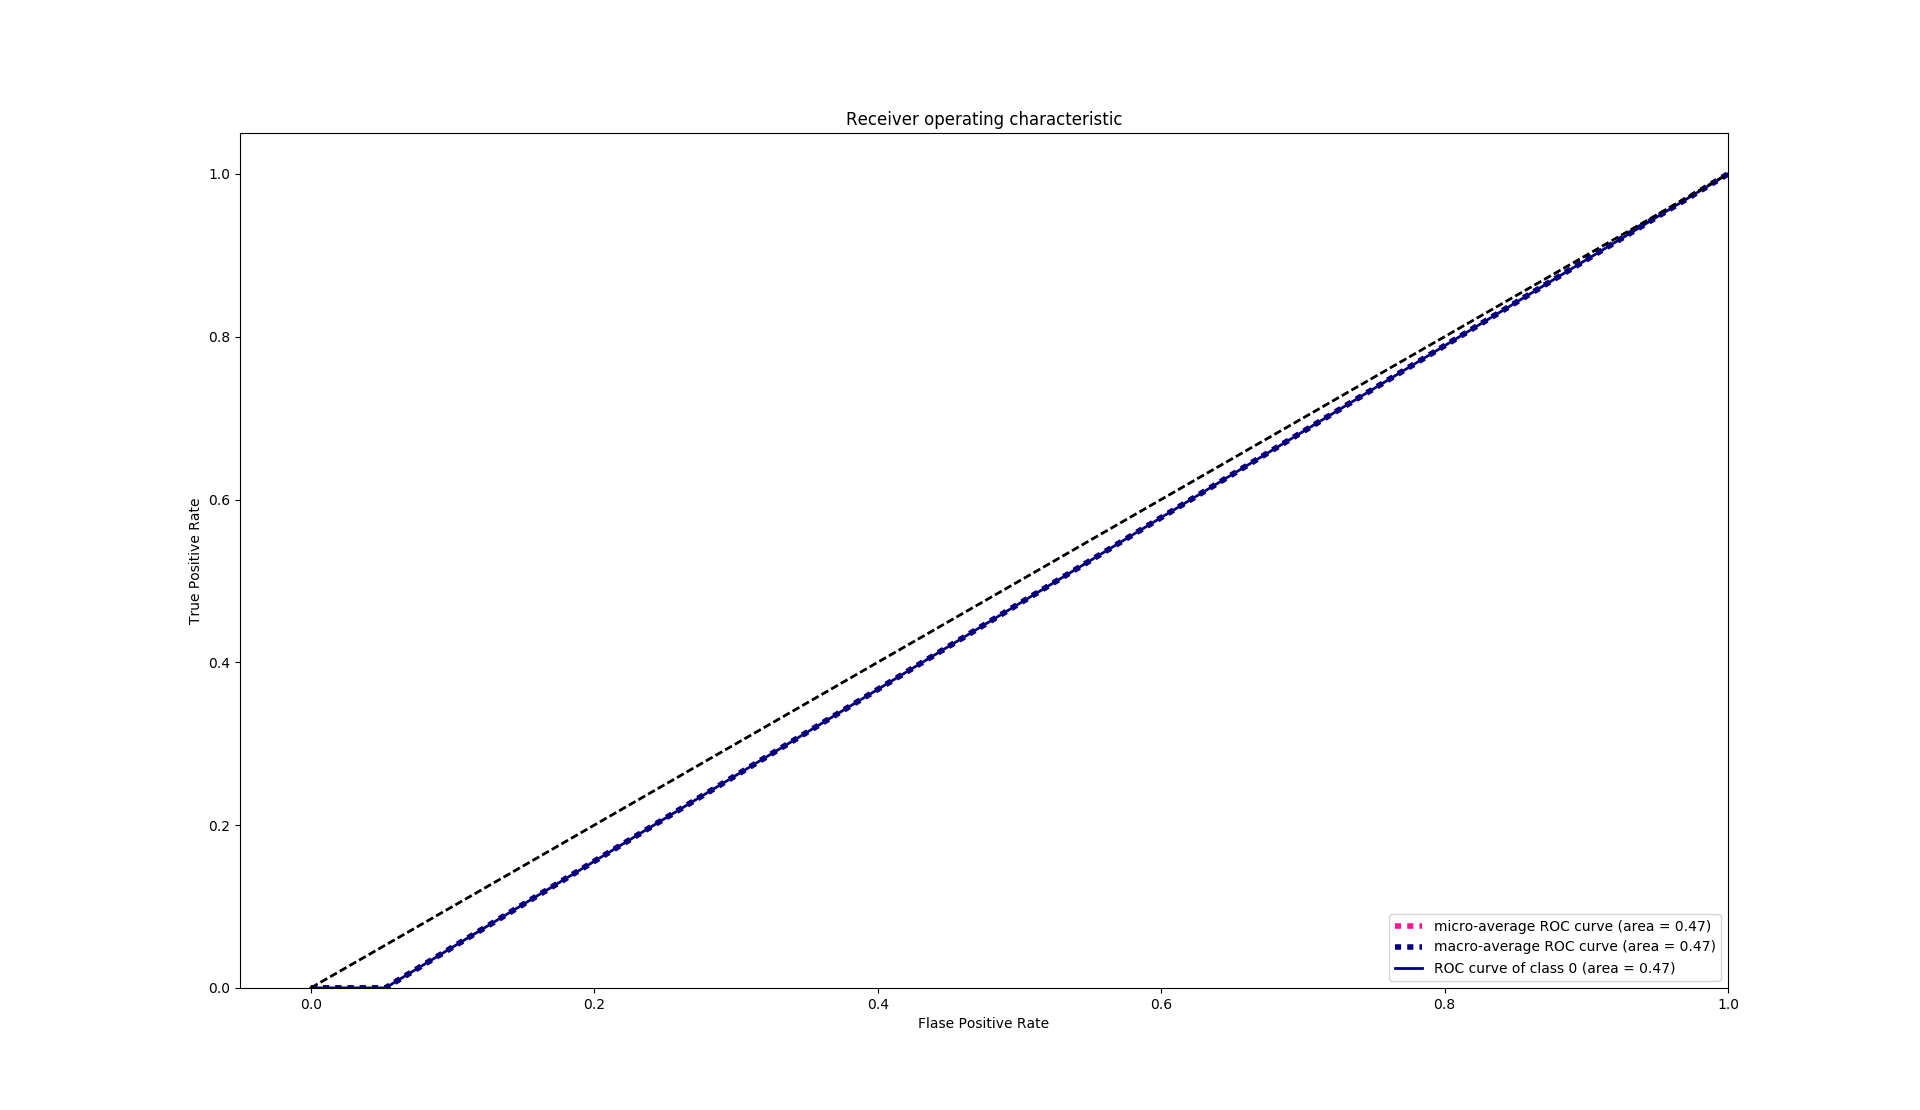 Receiver operating characteristic
1.0
0.8
0.6
0.4
0.2
0.0
True Positive Rate
0.0 0.2 0.4 0.6 0.8 1.0
Flase Positive Rate
micro-average ROC curve (area = 0.47)
macro-average ROC curve (area = 0.47)
ROC curve of class 0 (area = 0.47)